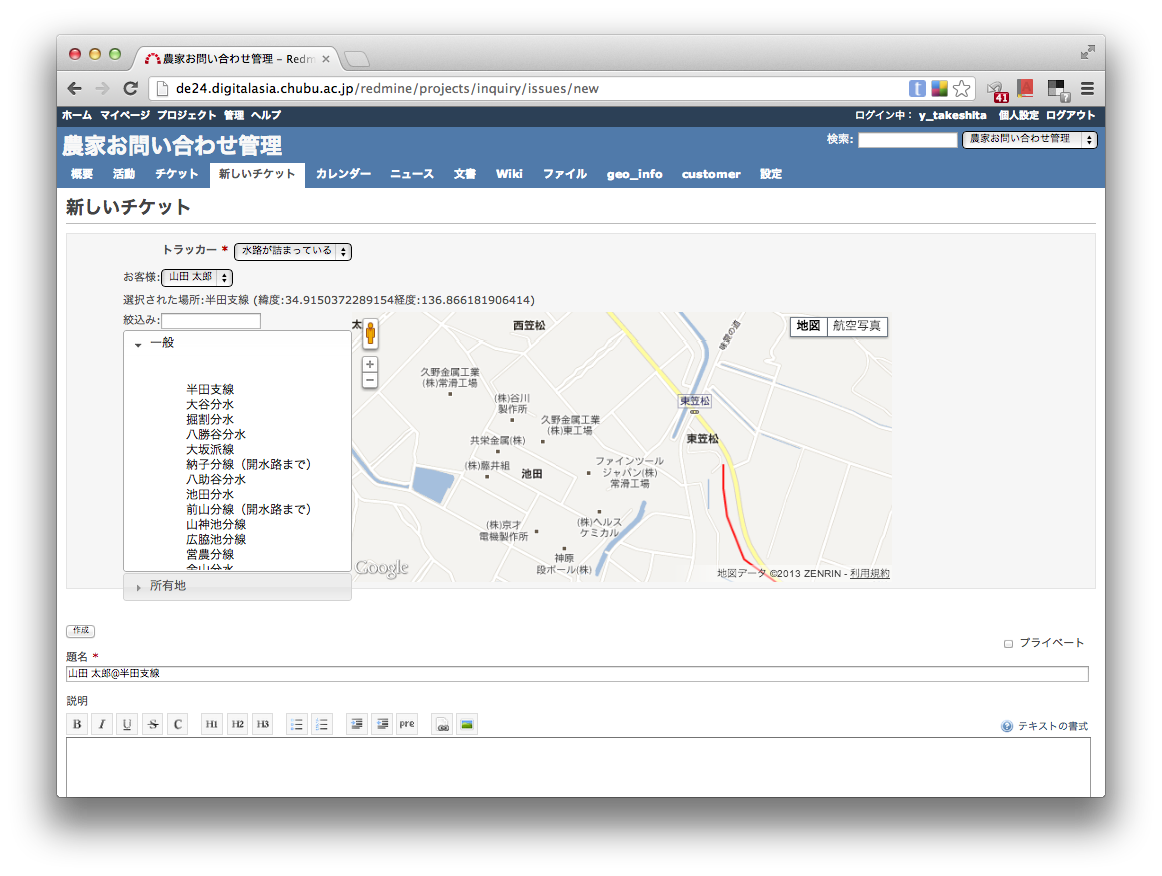 農家お問い合わせ管理 – Redm
de24.digitalasia.chubu.ac.jp/redmine/projects/inquiry/issues/new
41
ホーム マイページ プロジェクト 管理 ヘルプ
ログイン中： y_takeshita 個人設定 ログアウト
農家お問い合わせ管理
検索: 農家お問い合わせ管理
概要 活動 チケット 新しいチケット カレンダー ニュース 文書 Wiki ファイル geo_info customer 設定
新しいチケット
トラッカー * 水路が詰まっている
お客様: 山田 太郎
選択された場所:半田支線 (緯度:34.9150372289154経度:136.866181906414)
絞込み:
一般
半田支線
大谷分水
掘割分水
八勝谷分水
大坂派線
納子分線（開水路まで）
八助谷分水
池田分水
前山分線（開水路まで）
山神池分線
広脇池分線
営農分線
金山分水
所有地
太
西笠松
味覚の道
地図 航空写真
久野金属工業
(株)常滑工場
(株)谷川
製作所
東笠松
久野金属工業
(株)東工場
共栄金属(株)
東笠松
(株)藤井組
池田
ファインツール
ジャパン(株)
常滑工場
(株)京才
電機製作所
(株)ヘルス
ケミカル
神原
段ボール(株)
Google
地図データ ©2013 ZENRIN - 利用規約
作成
プライベート
題名 *
山田 太郎@半田支線
説明
B I U S C H1 H2 H3 pre
テキストの書式